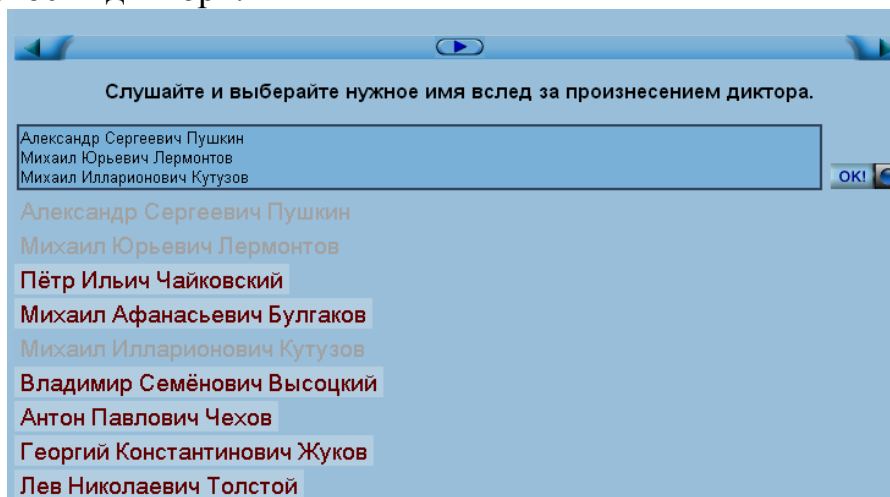 Слушайте и выберайте нужное имя вслед за произнесением диктора.
Александр Сергеевич Пушкин
Михаил Юрьевич Лермонтов
Михаил Илларионович Кутузов
OK!
Александр Сергеевич Пушкин
Михаил Юрьевич Лермонтов
Пётр Ильич Чайковский
Михаил Афанасьевич Булгаков
Михаил Илларионович Кутузов
Владимир Семёнович Высоцкий
Антон Павлович Чехов
Георгий Константинович Жуков
Лев Николаевич Толстой